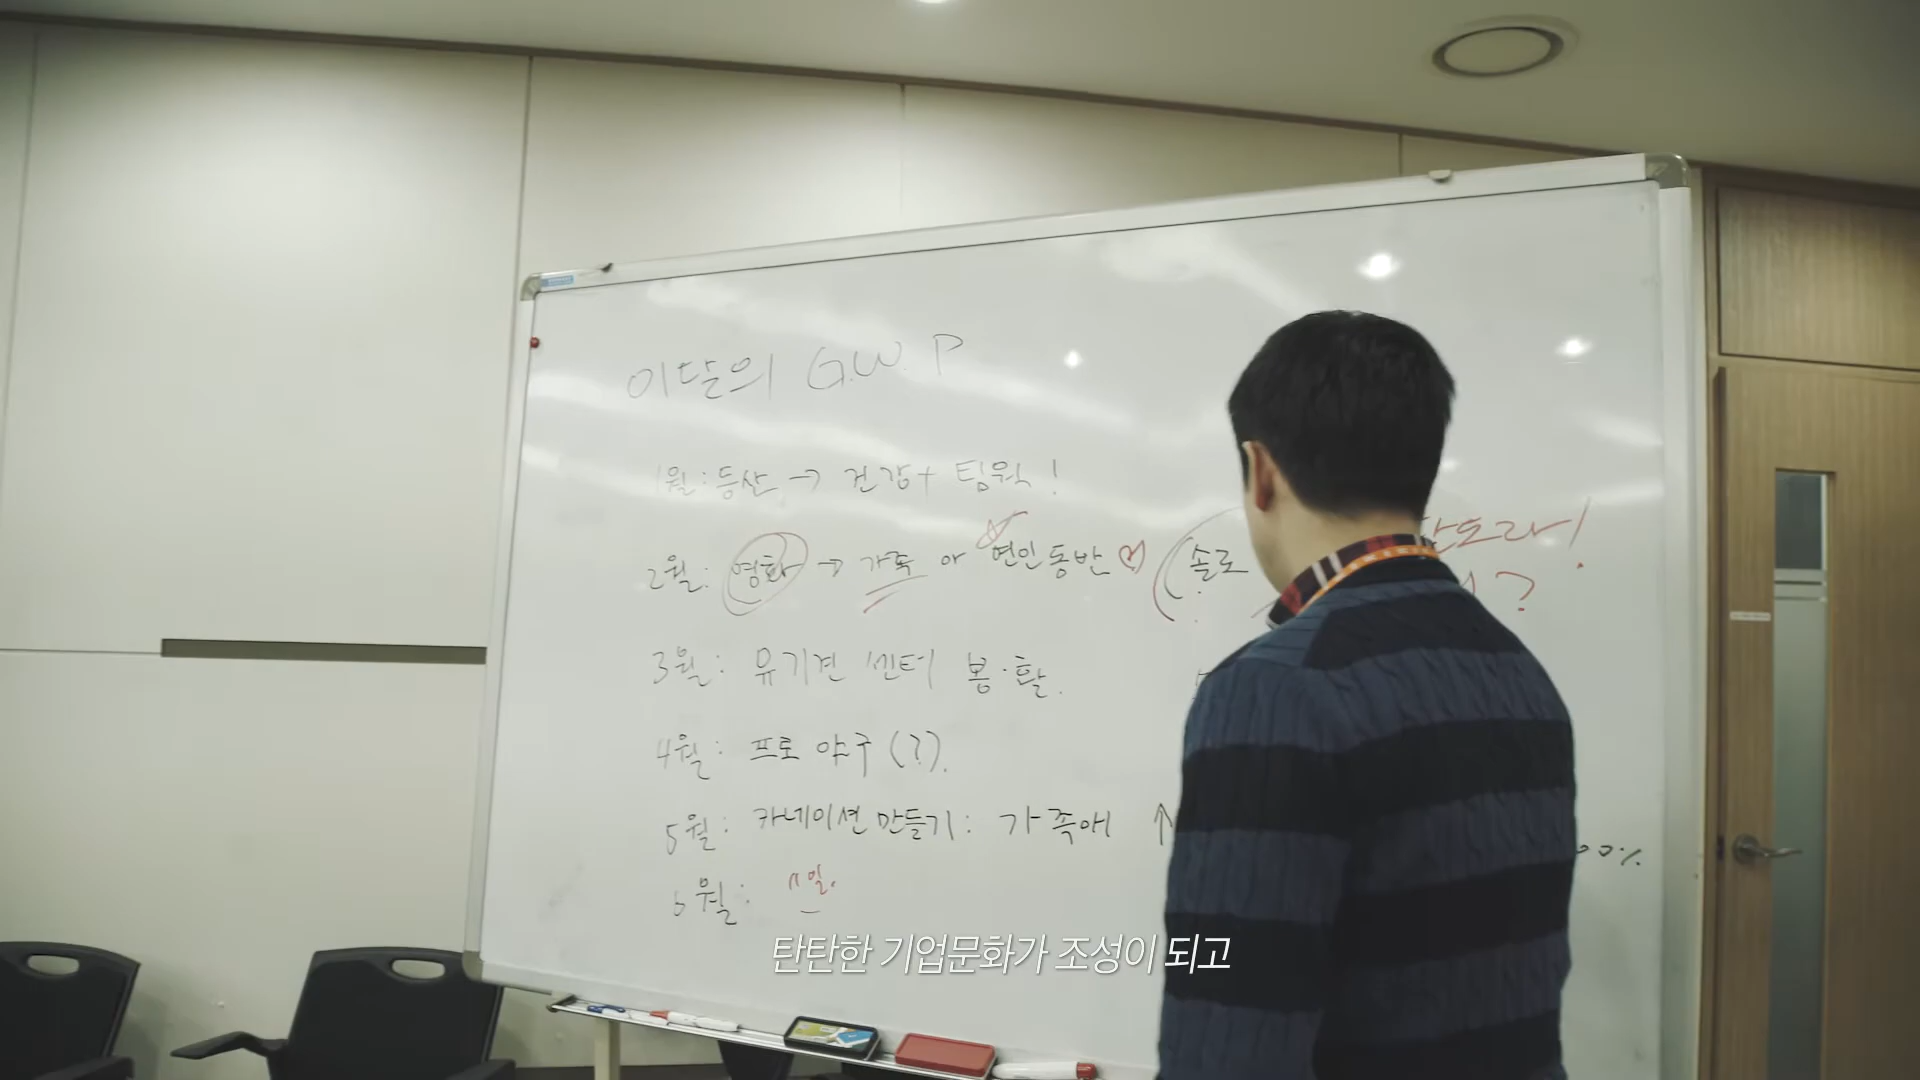 이달의 G.W.P
1월: 등산 → 건강 + 팀웍!
2월: 영화 → 가족 or 연인동반 솔로
?
3월: 유기견 센터 봉·활.
4월: 프로 야구 (?).
5월: 카네이션 만들기: 가족애 ↑
00%
6월:
탄탄한 기업문화가 조성이 되고